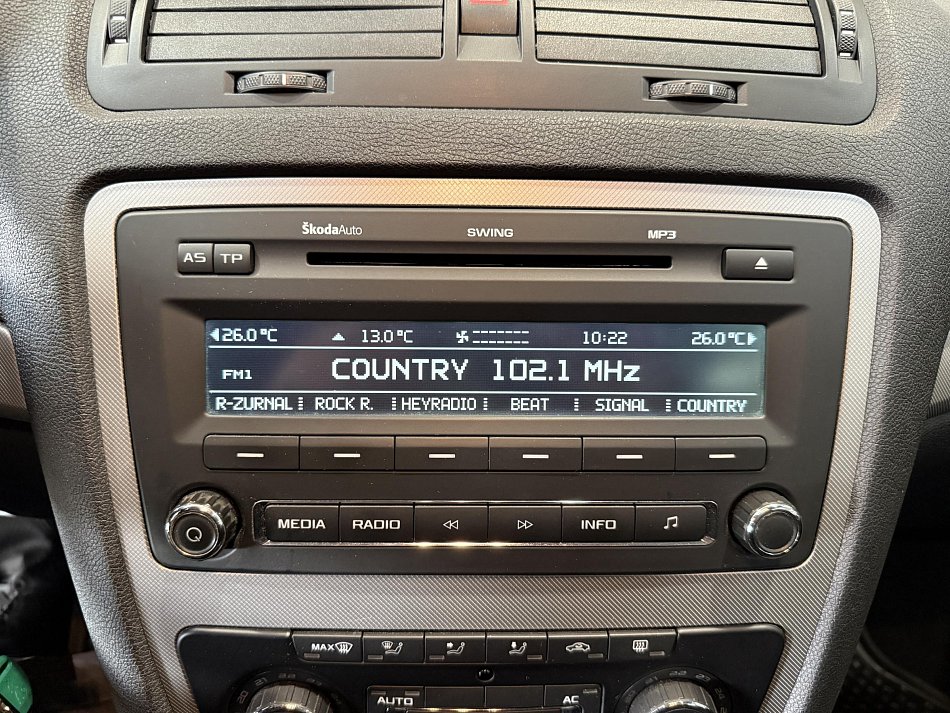 ŠkodaAuto SWING MP3
AS TP
26.0 °C 13.0 °C 10:22 26.0 °C
FM1 COUNTRY 102.1 MHz
R-ZURNAL ROCK R. HEYRADIO BEAT SIGNAL COUNTRY
MEDIA RADIO INFO
MAX
AUTO AC